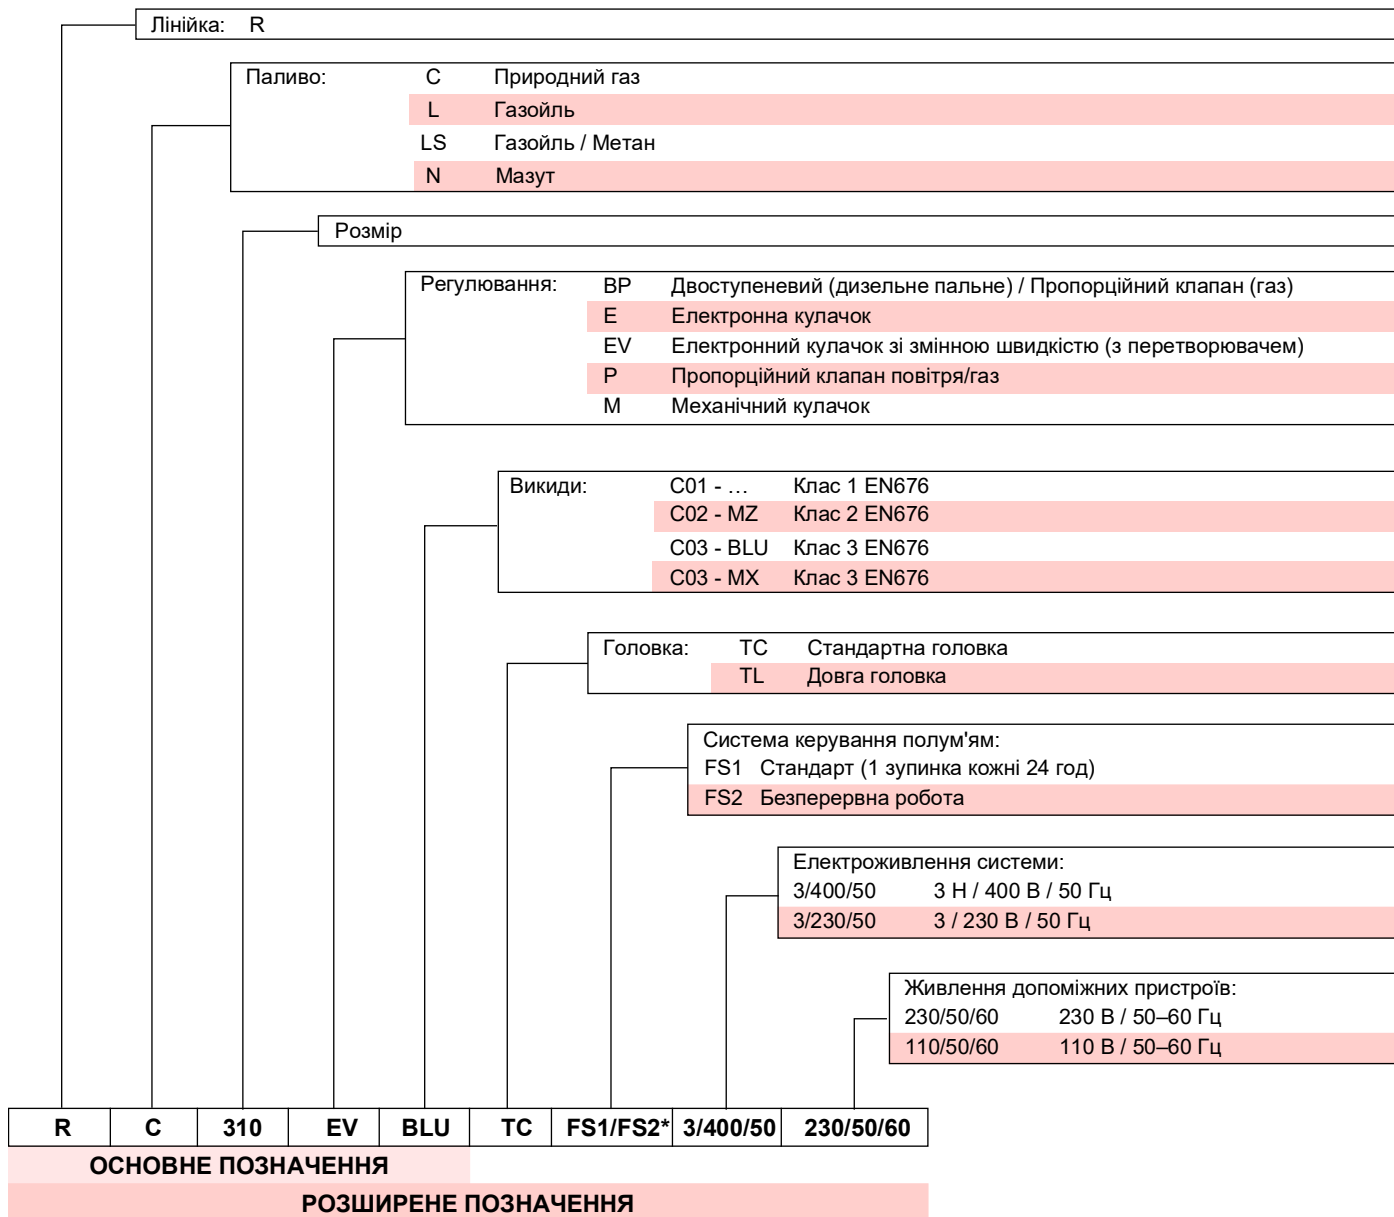 Лінійка: R
Паливо: C Природний газ
L Газойль
LS Газойль / Метан
N Мазут
Розмір
Регулювання: BP Двоступеневий (дизельне пальне) / Пропорційний клапан (газ)
E Електронна кулачок
EV Електронний кулачок зі змінною швидкістю (з перетворювачем)
P Пропорційний клапан повітря/газ
M Механічний кулачок
Викиди: C01 - … Клас 1 EN676
C02 - MZ Клас 2 EN676
C03 - BLU Клас 3 EN676
C03 - MX Клас 3 EN676
Головка: TC Стандартна головка
TL Довга головка
Система керування полум'ям:
FS1 Стандарт (1 зупинка кожні 24 год)
FS2 Безперервна робота
Електроживлення системи:
3/400/50 3 Н / 400 В / 50 Гц
3/230/50 3 / 230 В / 50 Гц
Живлення допоміжних пристроїв:
230/50/60 230 В / 50–60 Гц
110/50/60 110 В / 50–60 Гц
R C 310 EV BLU TC FS1/FS2* 3/400/50 230/50/60
ОСНОВНЕ ПОЗНАЧЕННЯ
РОЗШИРЕНЕ ПОЗНАЧЕННЯ